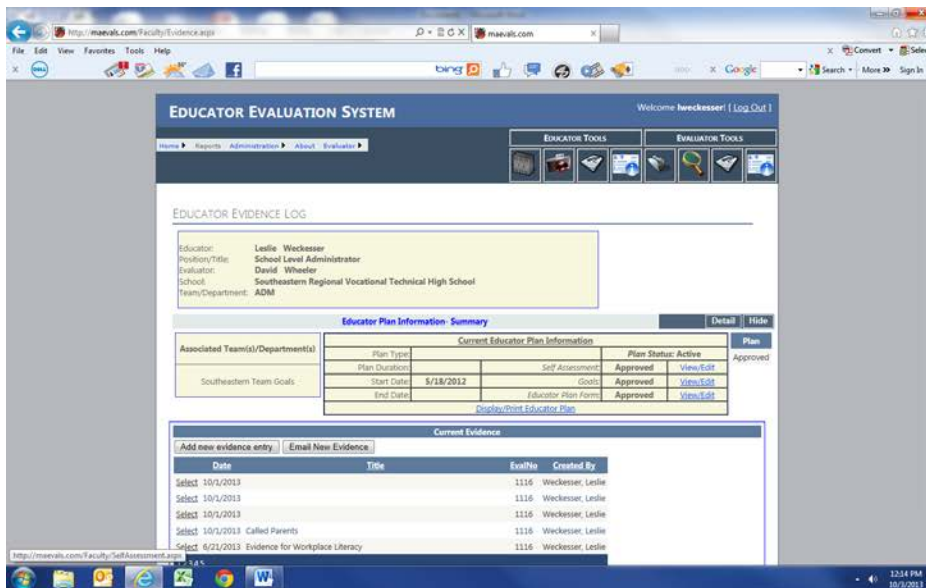 http://maevals.com/Faculty/Evidence.aspx
maevals.com
File Edit View Favorites Tools Help
Convert Select
bing Google Search More Sign In
EDUCATOR EVALUATION SYSTEM
Welcome lweckesser! [ Log Out ]
Home Reports Administration About Evaluator
EDUCATOR TOOLS EVALUATOR TOOLS
EDUCATOR EVIDENCE LOG
Educator: Leslie Weckesser
Position/Title: School Level Administrator
Evaluator: David Wheeler
School: Southeastern Regional Vocational Technical High School
Team/Department: ADM
Educator Plan Information- Summary Detail Hide
Associated Team(s)/Department(s)
Southeastern Team Goals
Current Educator Plan Information
Plan Type: Plan Status: Active
Plan Duration: Self Assessment: Approved View/Edit
Start Date: 5/18/2012 Goals: Approved View/Edit
End Date: Educator Plan Form: Approved View/Edit
Display/Print Educator Plan
Plan
Approved
Current Evidence
Add new evidence entry Email New Evidence
Date Title EvalNo Created By
Select 10/1/2013 1116 Weckesser, Leslie
Select 10/1/2013 1116 Weckesser, Leslie
Select 10/1/2013 1116 Weckesser, Leslie
Select 10/1/2013 Called Parents 1116 Weckesser, Leslie
Select 6/21/2013 Evidence for Workplace Literacy 1116 Weckesser, Leslie
1 2 3 4 5
http://maevals.com/Faculty/SelfAssessment.aspx
12:14 PM
10/3/2013